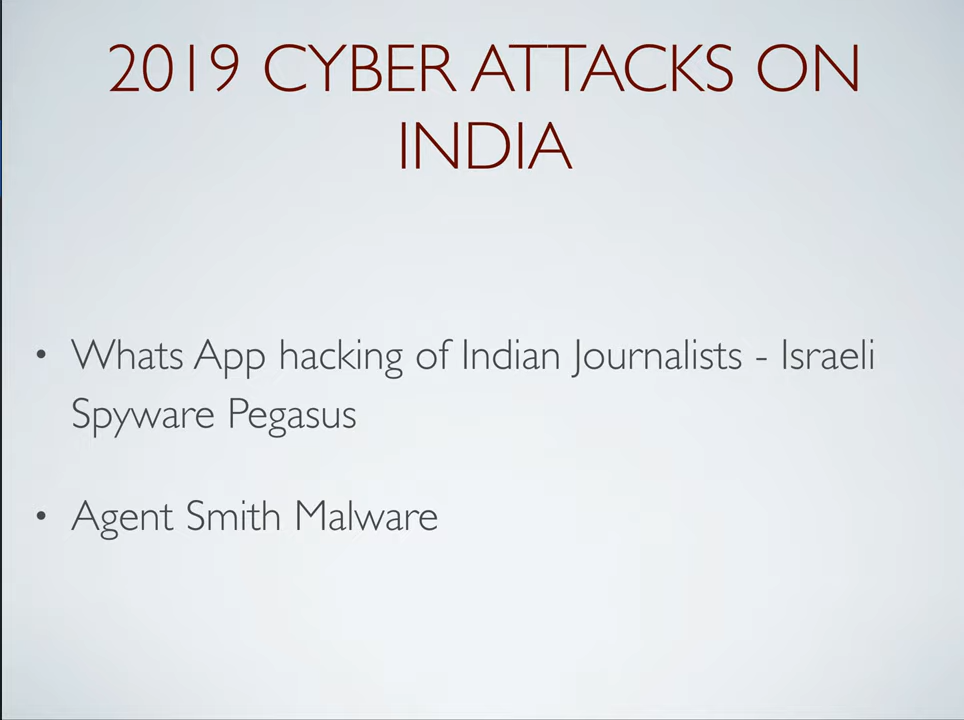 2019 CYBER ATTACKS ON
INDIA
• Whats App hacking of Indian Journalists - Israeli
Spyware Pegasus
• Agent Smith Malware